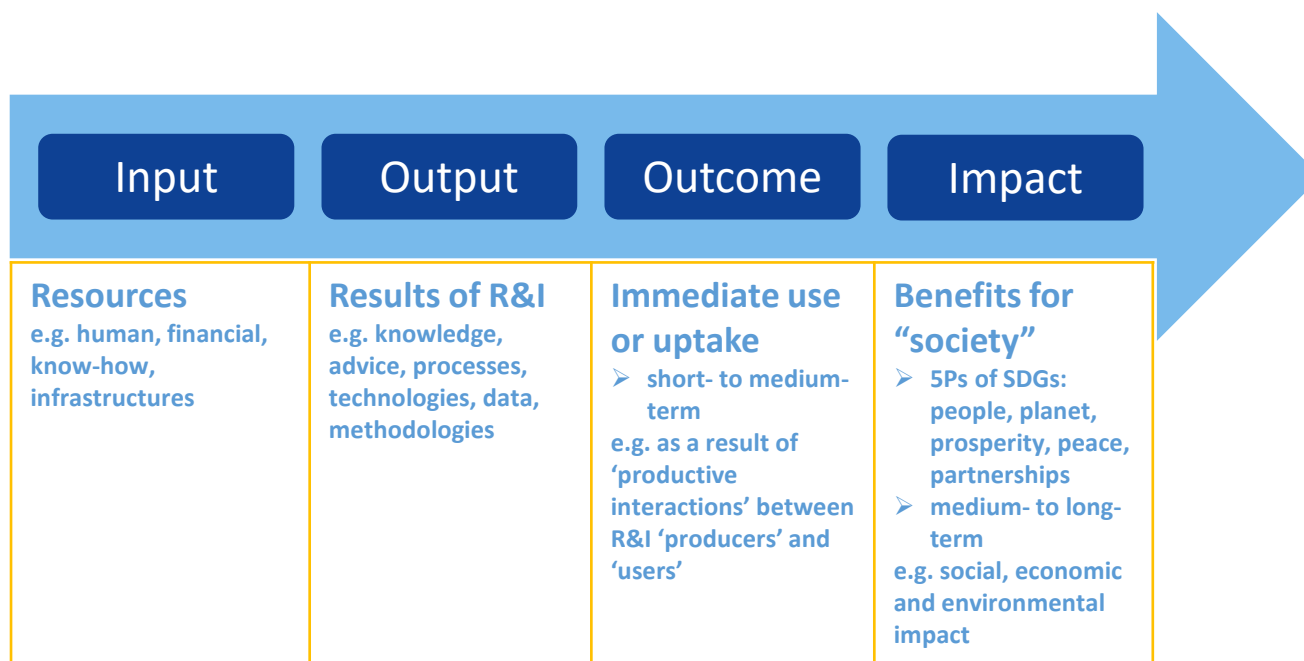 Input
Output
Outcome
Impact
Resources
e.g. human, financial,
know-how,
infrastructures
Results of R&I
e.g. knowledge,
advice, processes,
technologies, data,
methodologies
Immediate use
or uptake
➢ short- to medium-
term
e.g. as a result of
‘productive
interactions’ between
R&I ‘producers’ and
‘users’
Benefits for
“society”
➢ 5Ps of SDGs:
people, planet,
prosperity, peace,
partnerships
➢ medium- to long-
term
e.g. social, economic
and environmental
impact